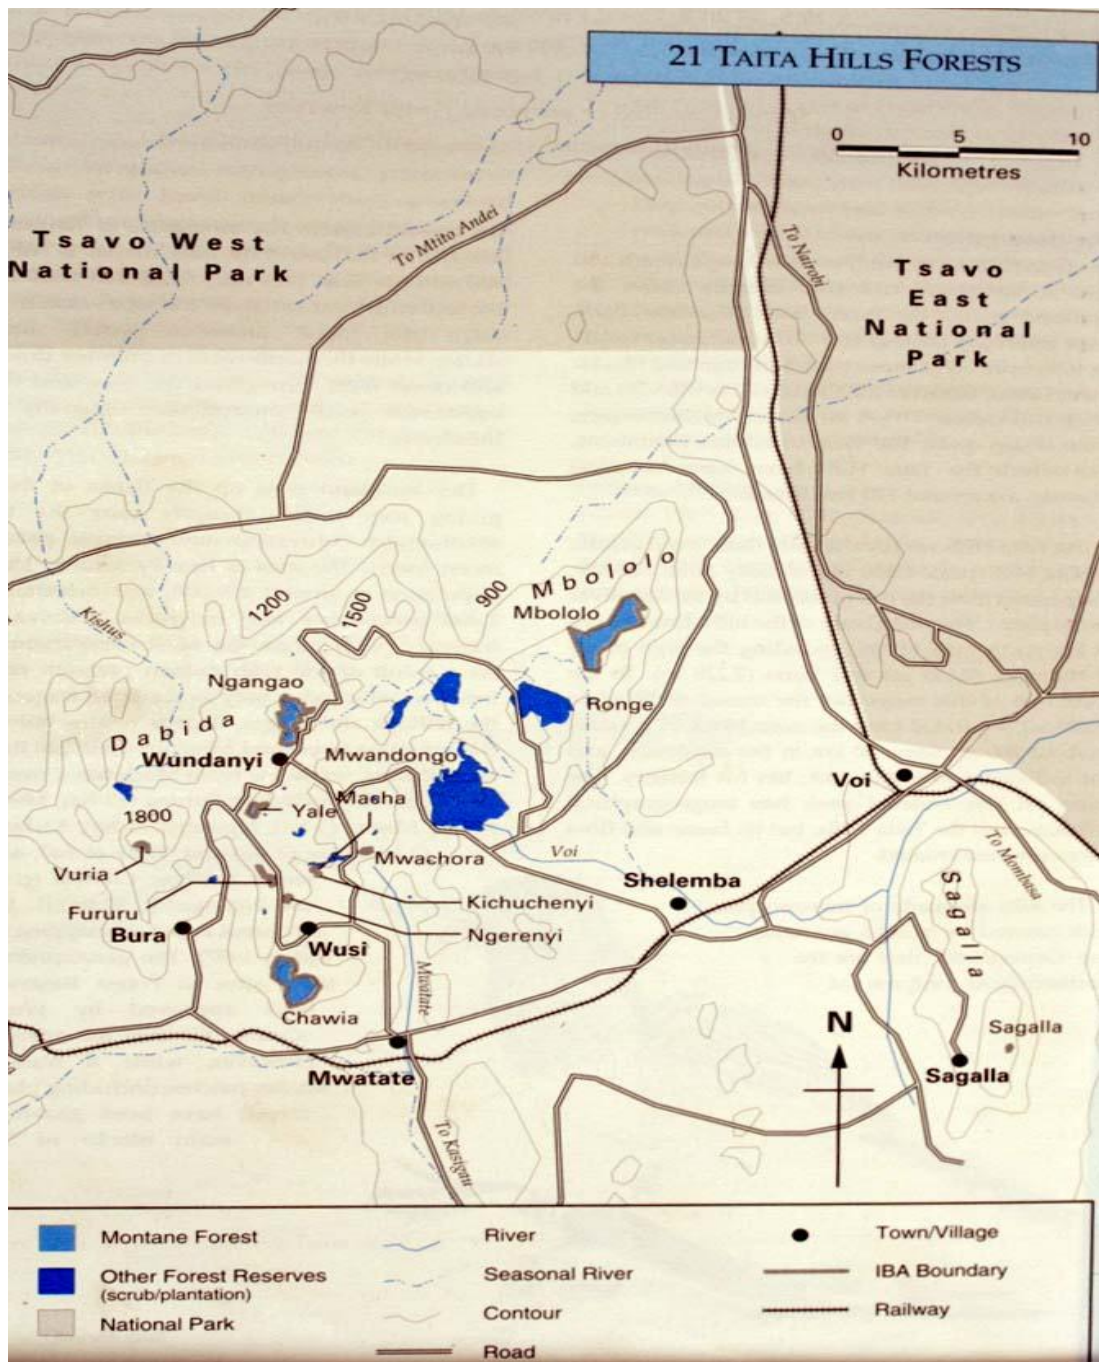 21 TAITA HILLS FORESTS
0 5 10
Kilometres
Tsavo West
National Park
To Mtito Andei
To Nairobi
Tsavo
East
National
Park
Mbololo
900
1200
1500
Mbololo
Kishus
Ngangao
Ronge
Dabida
Wundanyi
Mwandongo
Voi
Yale
Masha
1800
Vuria
Mwachora
Voi
To Mombasa
Shelemba
Sagalla
Fururu
Kichuchenyi
Bura
Wusi
Ngerenyi
Mwatate
Chawia
N
Sagalla
Mwatate
Sagalla
To Kasigau
Montane Forest
Other Forest Reserves
(scrub/plantation)
National Park
River
Seasonal River
Contour
Road
Town/Village
IBA Boundary
Railway